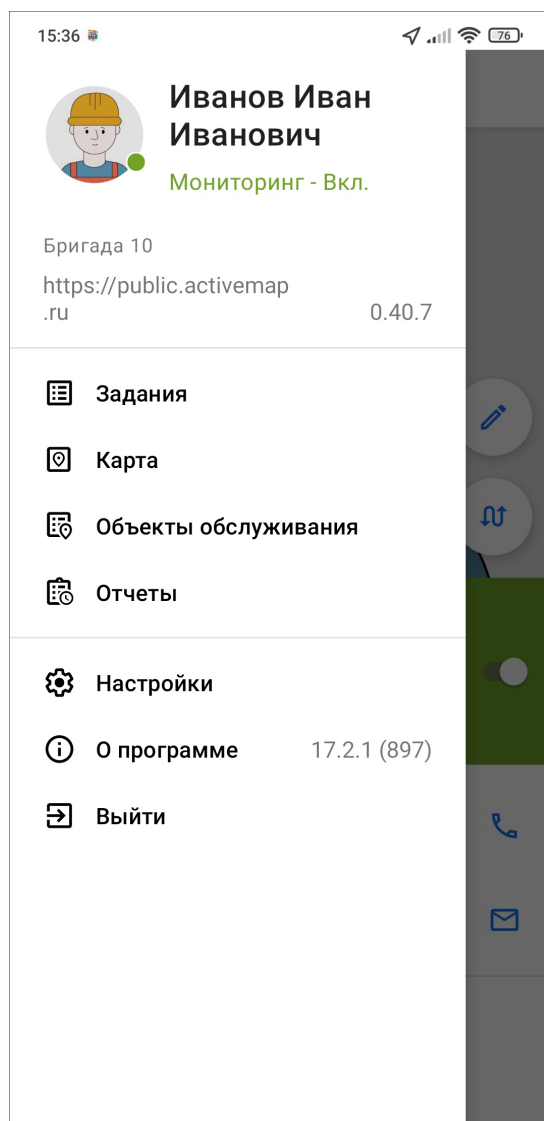 15:36
76
Иванов Иван
Иванович
Мониторинг - Вкл.
Бригада 10
https://public.activemap
.ru
0.40.7
Задания
Карта
Объекты обслуживания
Отчеты
Настройки
О программе 17.2.1 (897)
Выйти